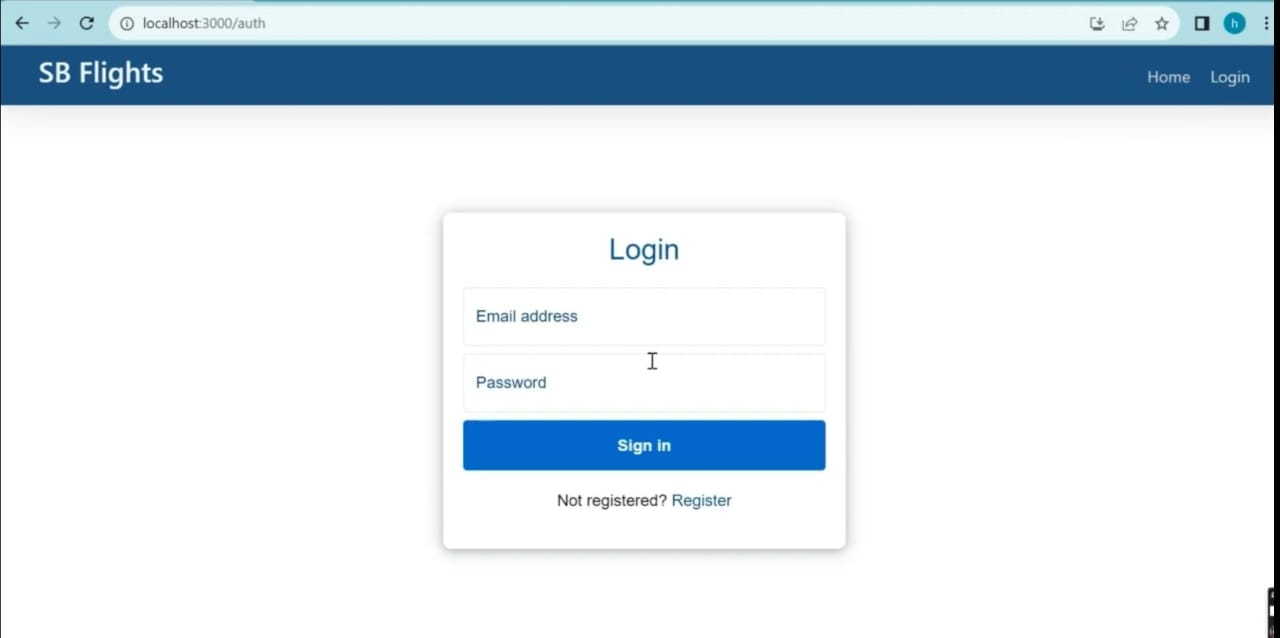 localhost:3000/auth
h
SB Flights
Home Login
Login
Email address
Password
Sign in
Not registered? Register